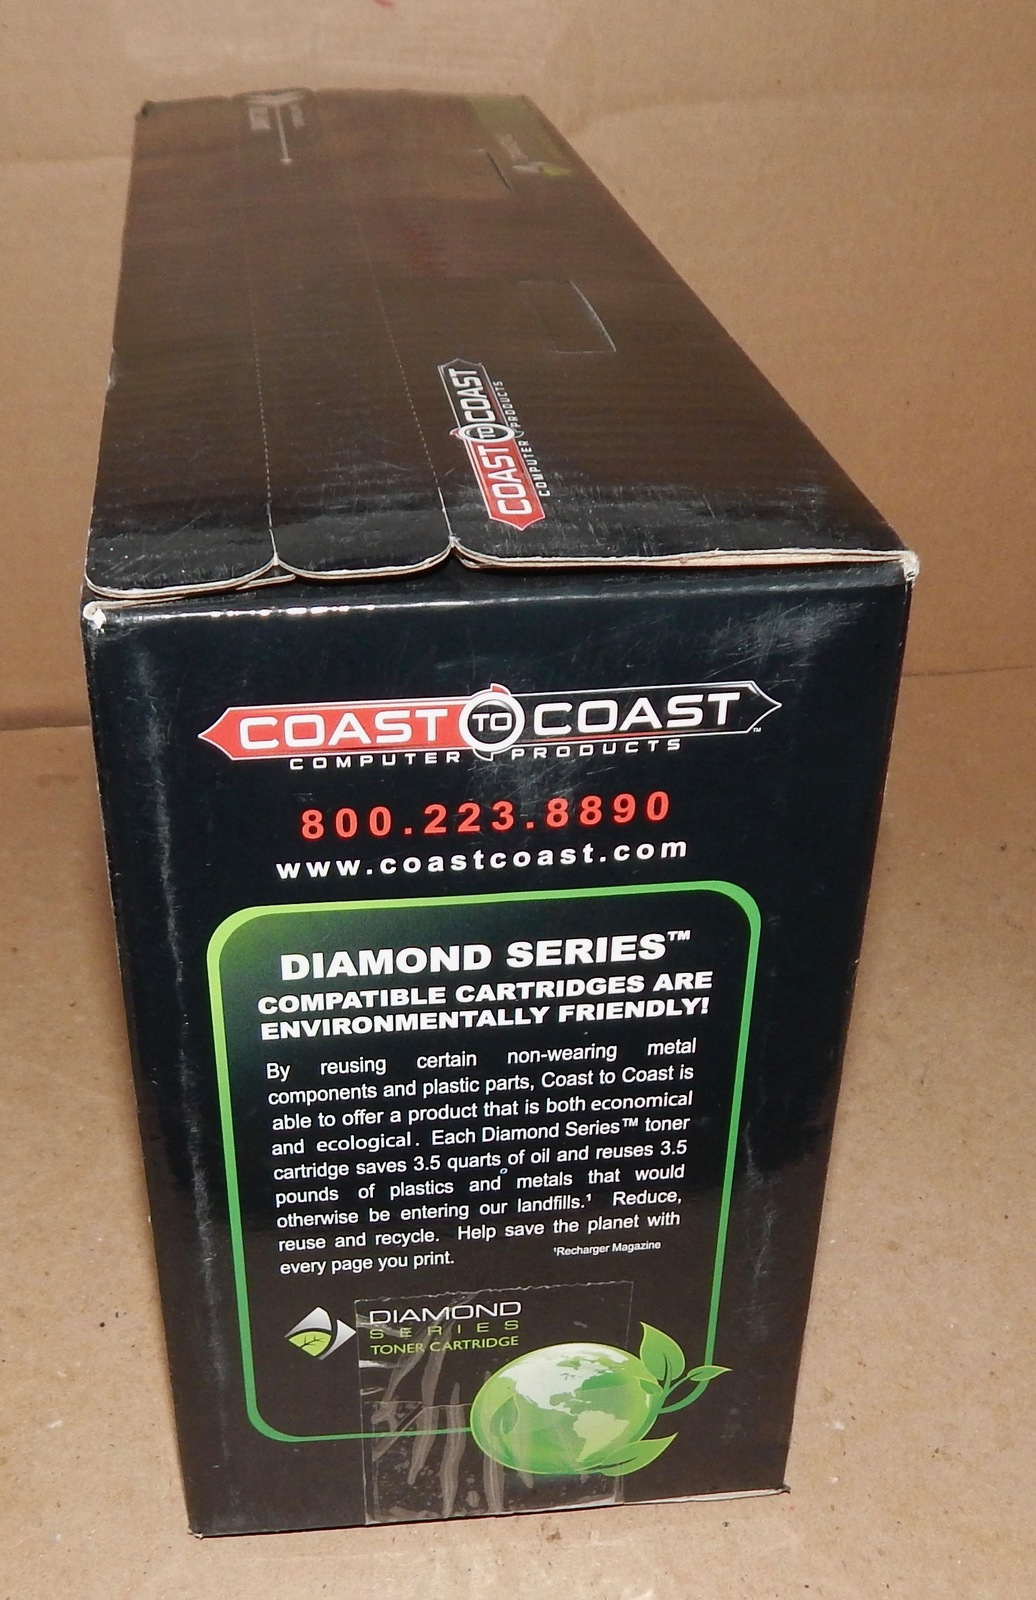 COAST TO COAST
COMPUTER PRODUCTS
COAST TO COAST™
COMPUTER PRODUCTS
800.223.8890
www.coastcoast.com
DIAMOND SERIES™
COMPATIBLE CARTRIDGES ARE
ENVIRONMENTALLY FRIENDLY!
By reusing certain non-wearing metal
components and plastic parts, Coast to Coast is
able to offer a product that is both economical
and ecological. Each Diamond Series™ toner
cartridge saves 3.5 quarts of oil and reuses 3.5
pounds of plastics and metals that would
otherwise be entering our landfills.¹ Reduce,
reuse and recycle. Help save the planet with
every page you print. ¹Recharger Magazine
DIAMOND
SERIES
TONER CARTRIDGE